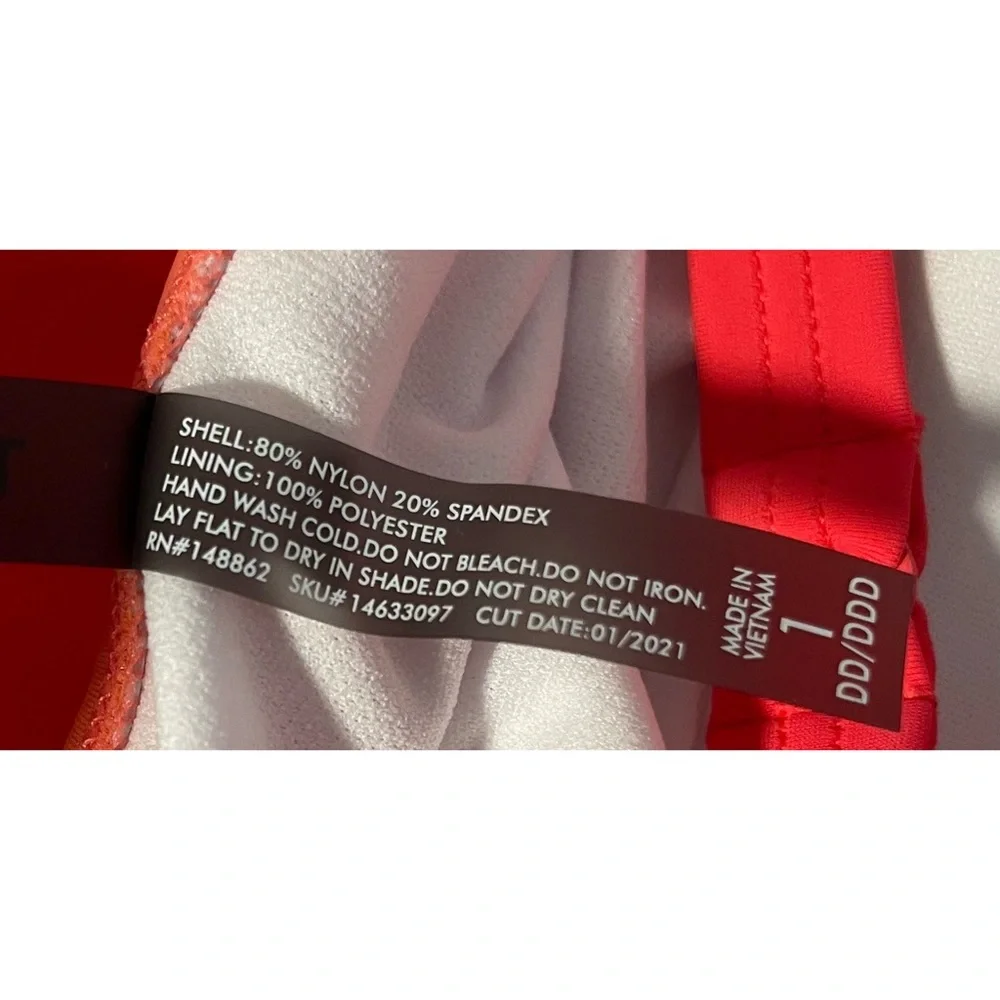 SHELL:80% NYLON 20% SPANDEX
LINING:100% POLYESTER
HAND WASH COLD.DO NOT BLEACH.DO NOT IRON.
LAY FLAT TO DRY IN SHADE.DO NOT DRY CLEAN
RN#148862 SKU# 14633097 CUT DATE:01/2021
MADE IN
VIETNAM
1
DD/DDD